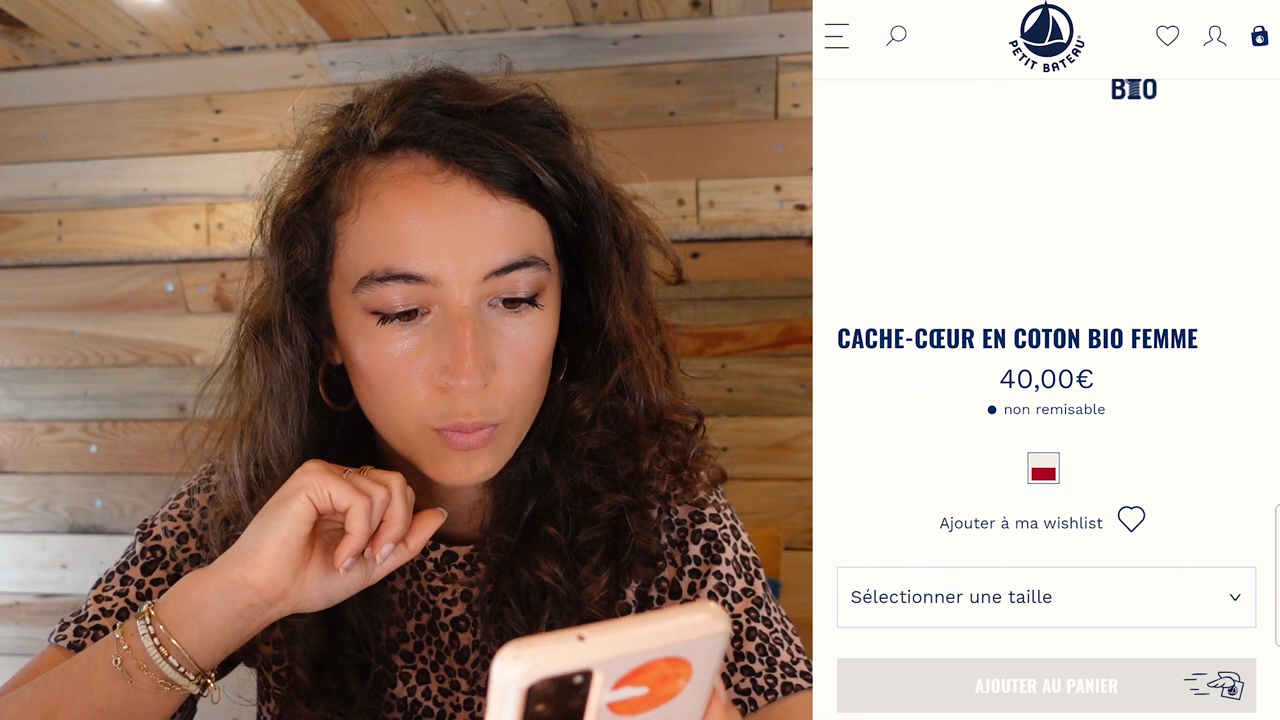 PETIT BATEAU
BIO
CACHE-CŒUR EN COTON BIO FEMME
40,00€
non remisable
Ajouter à ma wishlist
Sélectionner une taille
AJOUTER AU PANIER